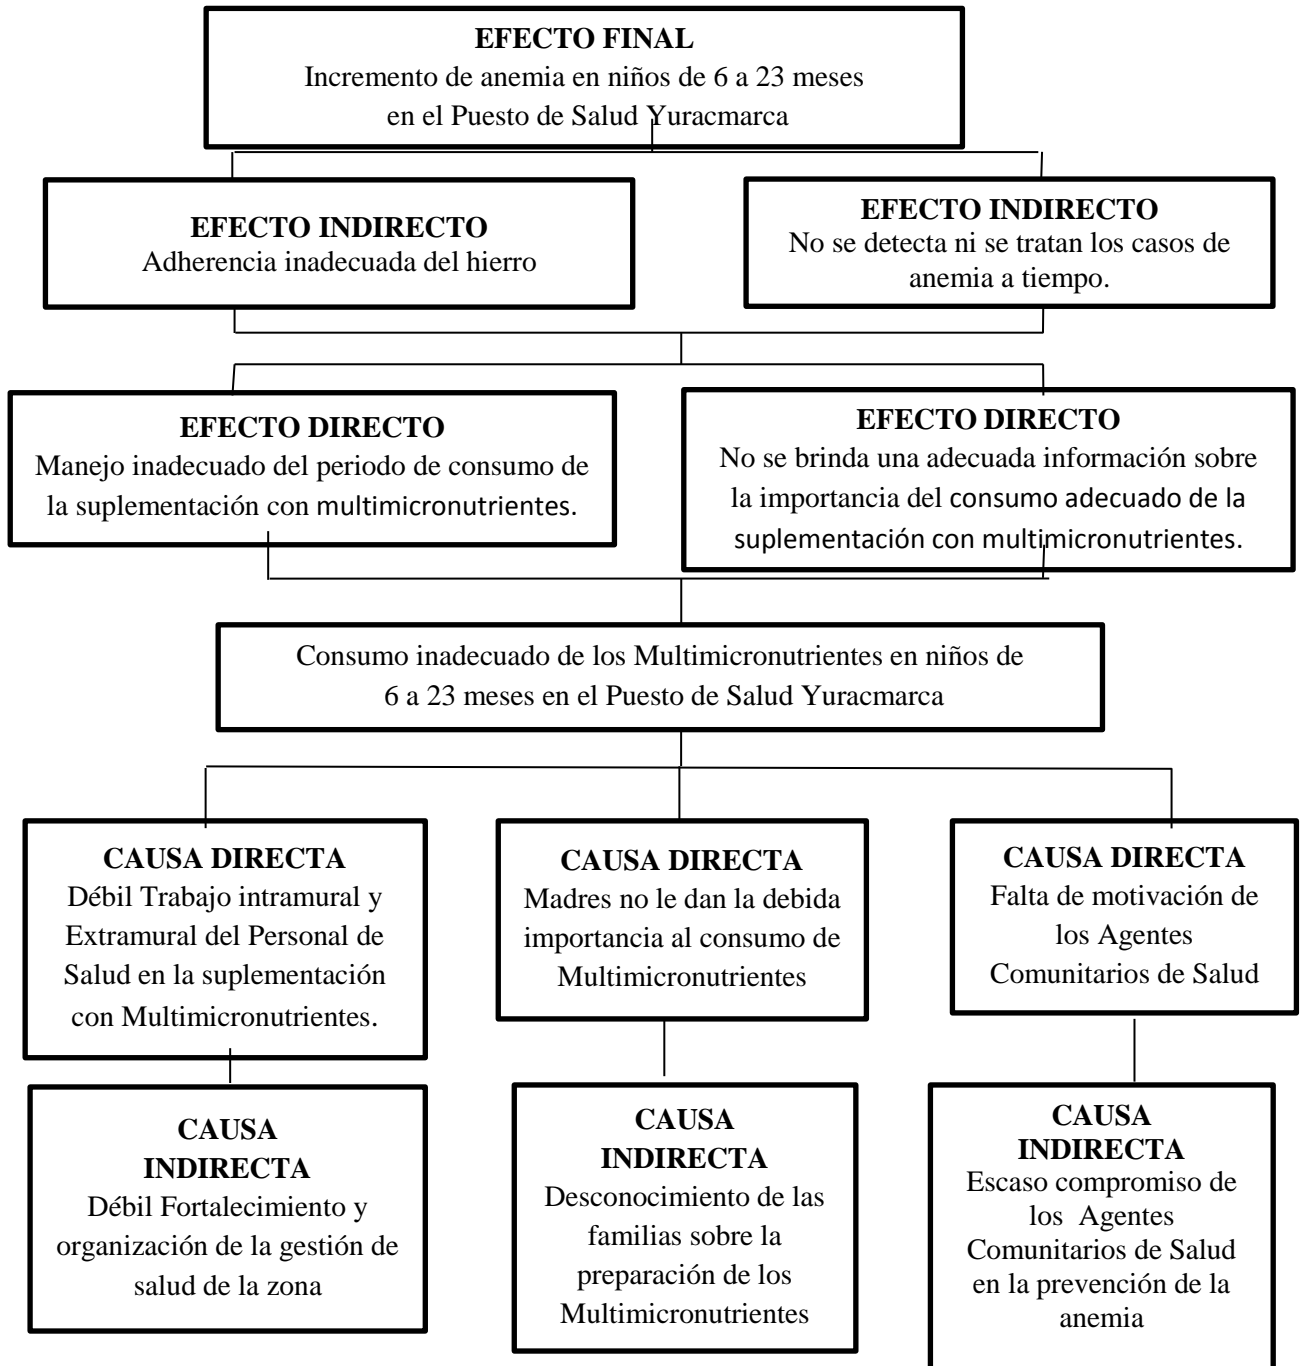 EFECTO FINAL
Incremento de anemia en niños de 6 a 23 meses
en el Puesto de Salud Yuracmarca
EFECTO INDIRECTO
Adherencia inadecuada del hierro
EFECTO INDIRECTO
No se detecta ni se tratan los casos de
anemia a tiempo.
EFECTO DIRECTO
Manejo inadecuado del periodo de consumo de
la suplementación con multimicronutrientes.
EFECTO DIRECTO
No se brinda una adecuada información sobre
la importancia del consumo adecuado de la
suplementación con multimicronutrientes.
Consumo inadecuado de los Multimicronutrientes en niños de
6 a 23 meses en el Puesto de Salud Yuracmarca
CAUSA DIRECTA
Débil Trabajo intramural y
Extramural del Personal de
Salud en la suplementación
con Multimicronutrientes.
CAUSA DIRECTA
Madres no le dan la debida
importancia al consumo de
Multimicronutrientes
CAUSA DIRECTA
Falta de motivación de
los Agentes
Comunitarios de Salud
CAUSA
INDIRECTA
Débil Fortalecimiento y
organización de la gestión de
salud de la zona
CAUSA
INDIRECTA
Desconocimiento de las
familias sobre la
preparación de los
Multimicronutrientes
CAUSA
INDIRECTA
Escaso compromiso de
los Agentes
Comunitarios de Salud
en la prevención de la
anemia